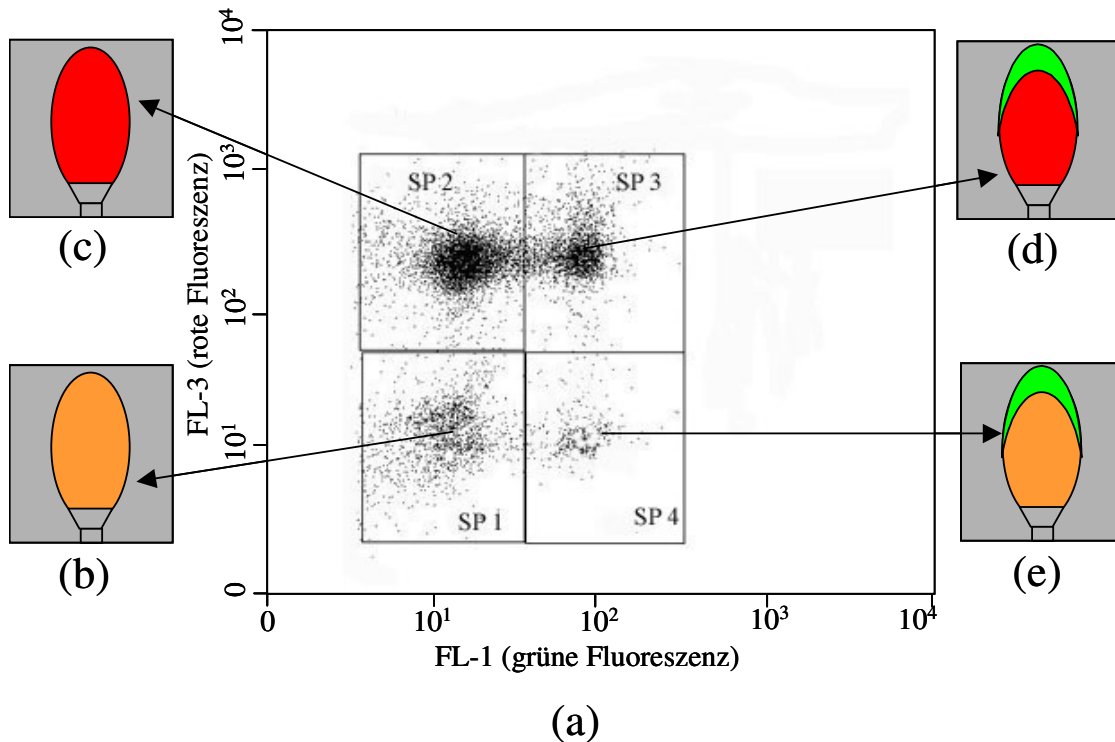 10⁴
10³
10²
10¹
0
FL-3 (rote Fluoreszenz)
SP 2
SP 3
SP 1
SP 4
0
10¹
10²
10³
10⁴
FL-1 (grüne Fluoreszenz)
(c)
(d)
(b)
(e)
(a)